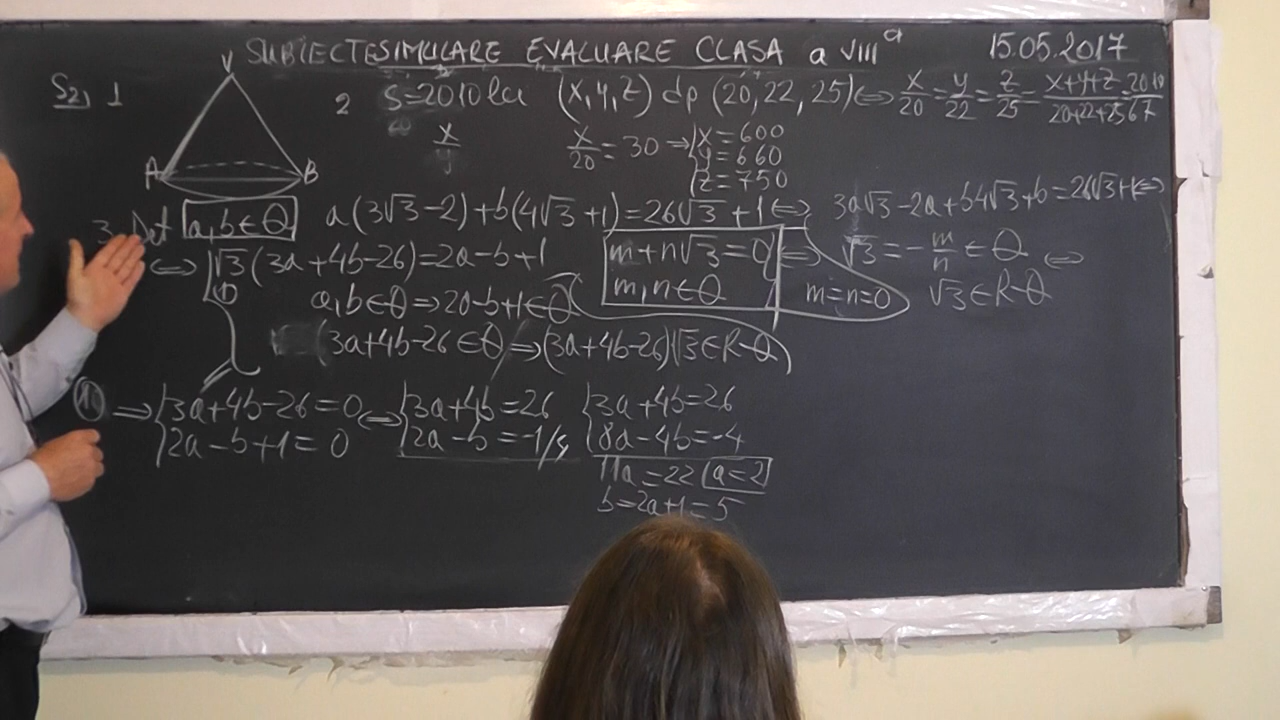 SUBIECTE SIMULARE EVALUARE CLASA a VIII a 15.05.2017
S2, 1
V
A B
2 S=2010 lei (x,y,z) dp (20,22,25) ⇔ x/20 = y/22 = z/25 = x+y+z/20+22+25 = 2010/67
x/y x/20 = 30 ⇒ {x=600
y=660
z=750
3. Det a,b∈Q a(3√3-2)+b(4√3+1)=26√3+1 ⇔ 3a√3-2a+b4√3+b=26√3+1 ⇔
⇔ √3(3a+4b-26)=2a-b+1 m+n√3=0 ⇔ √3=-m/n ∈ Q ⇔
a,b∈Q ⇒ 2a-b+1∈Q m,n∈Q m=n=0 √3∈R-Q
(3a+4b-26∈Q ⇒ (3a+4b-26)√3∈R-Q)
⇒ {3a+4b-26=0 ⇔ {3a+4b=26 {3a+4b=26
2a-b+1=0 2a-b=-1/4 8a-4b=-4
11a=22 a=2
b=2a+1=5